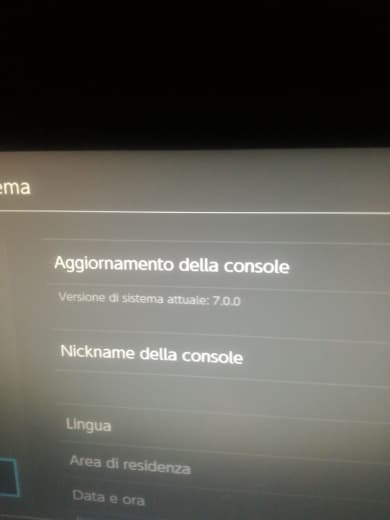 ema
Aggiornamento della console
Versione di sistema attuale: 7.0.0
Nickname della console
Lingua
Area di residenza
Data e ora